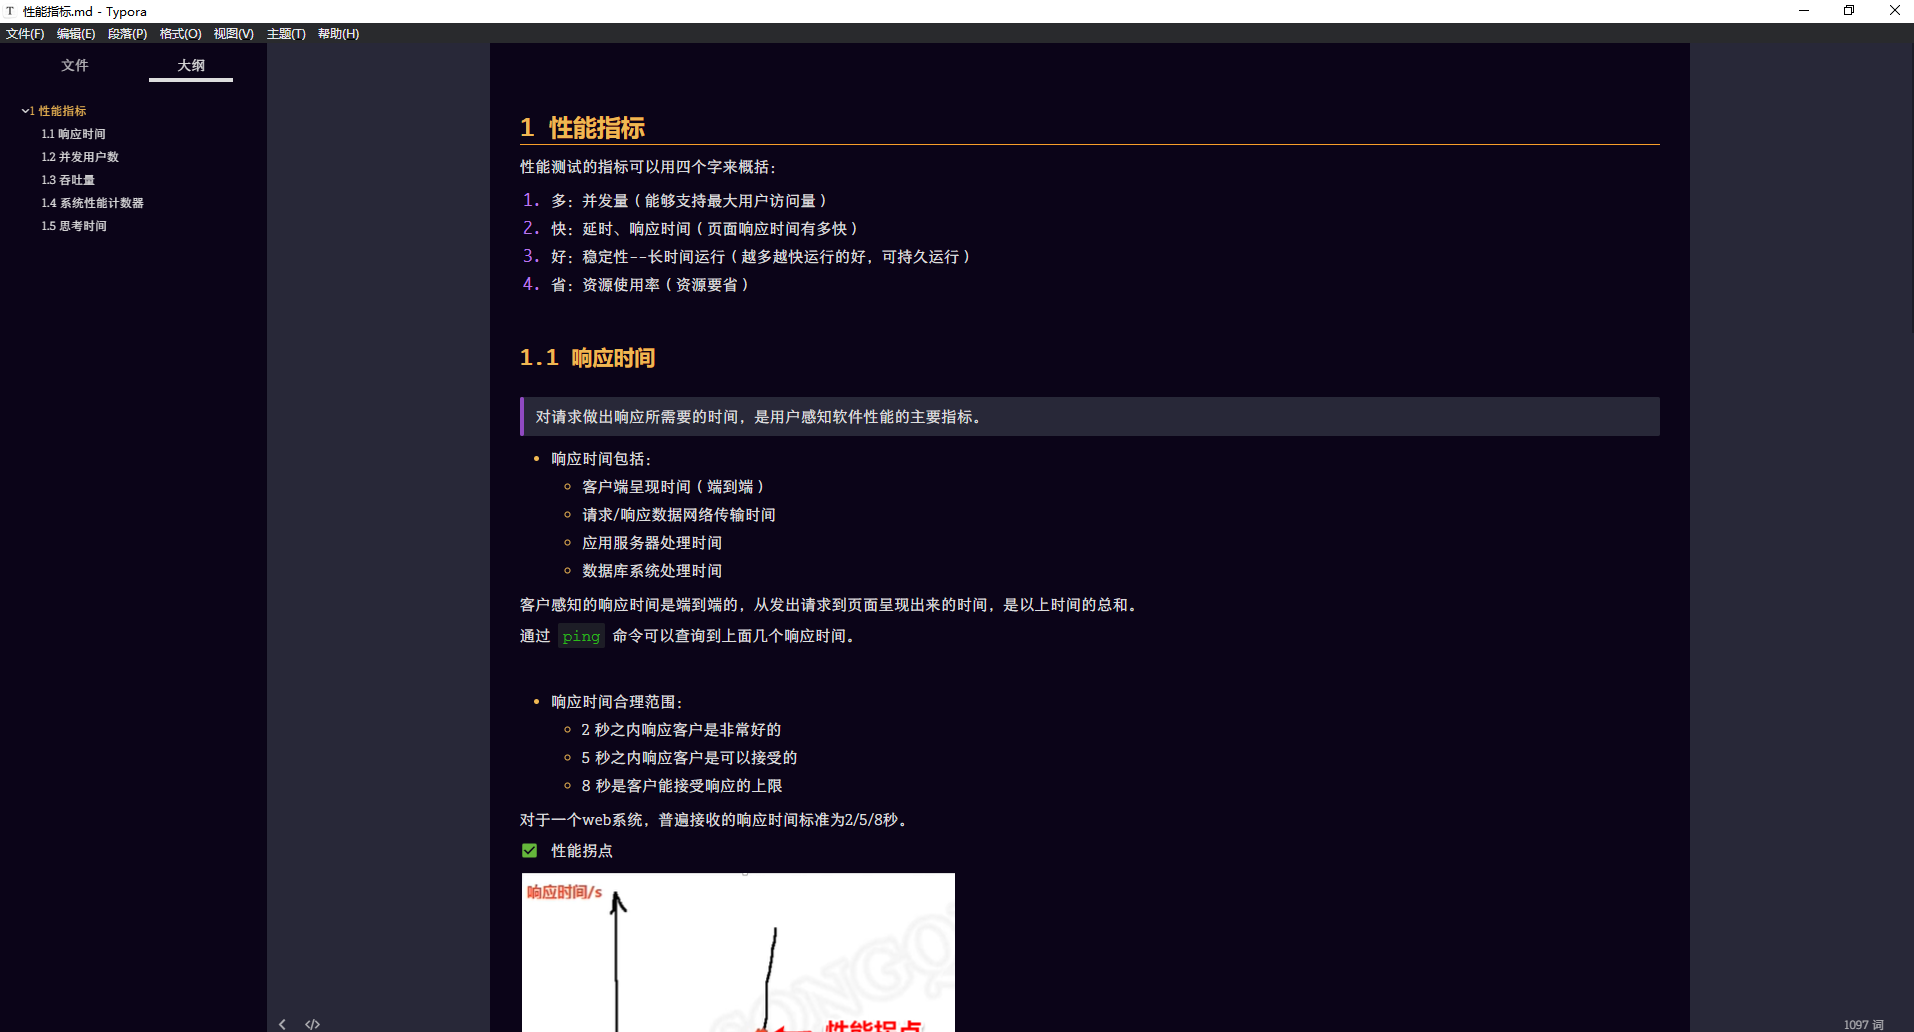 性能指标.md - Typora
文件(F) 编辑(E) 段落(P) 格式(O) 视图(V) 主题(T) 帮助(H)
文件 大纲
1 性能指标
1.1 响应时间
1.2 并发用户数
1.3 吞吐量
1.4 系统性能计数器
1.5 思考时间
1 性能指标
性能测试的指标可以用四个字来概括：
1. 多：并发量（能够支持最大用户访问量）
2. 快：延时、响应时间（页面响应时间有多快）
3. 好：稳定性--长时间运行（越多越快运行的好，可持久运行）
4. 省：资源使用率（资源要省）
1.1 响应时间
对请求做出响应所需要的时间，是用户感知软件性能的主要指标。
响应时间包括：
客户端呈现时间（端到端）
请求/响应数据网络传输时间
应用服务器处理时间
数据库系统处理时间
客户感知的响应时间是端到端的，从发出请求到页面呈现出来的时间，是以上时间的总和。
通过 ping 命令可以查询到上面几个响应时间。
响应时间合理范围：
2 秒之内响应客户是非常好的
5 秒之内响应客户是可以接受的
8 秒是客户能接受响应的上限
对于一个web系统，普遍接收的响应时间标准为2/5/8秒。
性能拐点
响应时间/s
性能拐点
1097 词